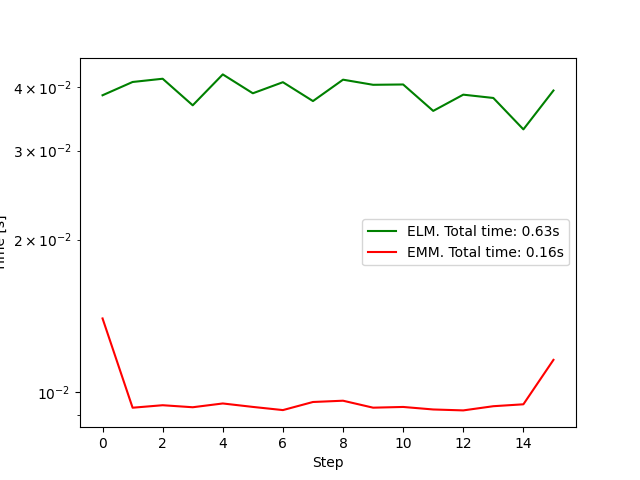 4 × 10⁻²
3 × 10⁻²
2 × 10⁻²
10⁻²
Time [s]
ELM. Total time: 0.63s
EMM. Total time: 0.16s
0 2 4 6 8 10 12 14
Step